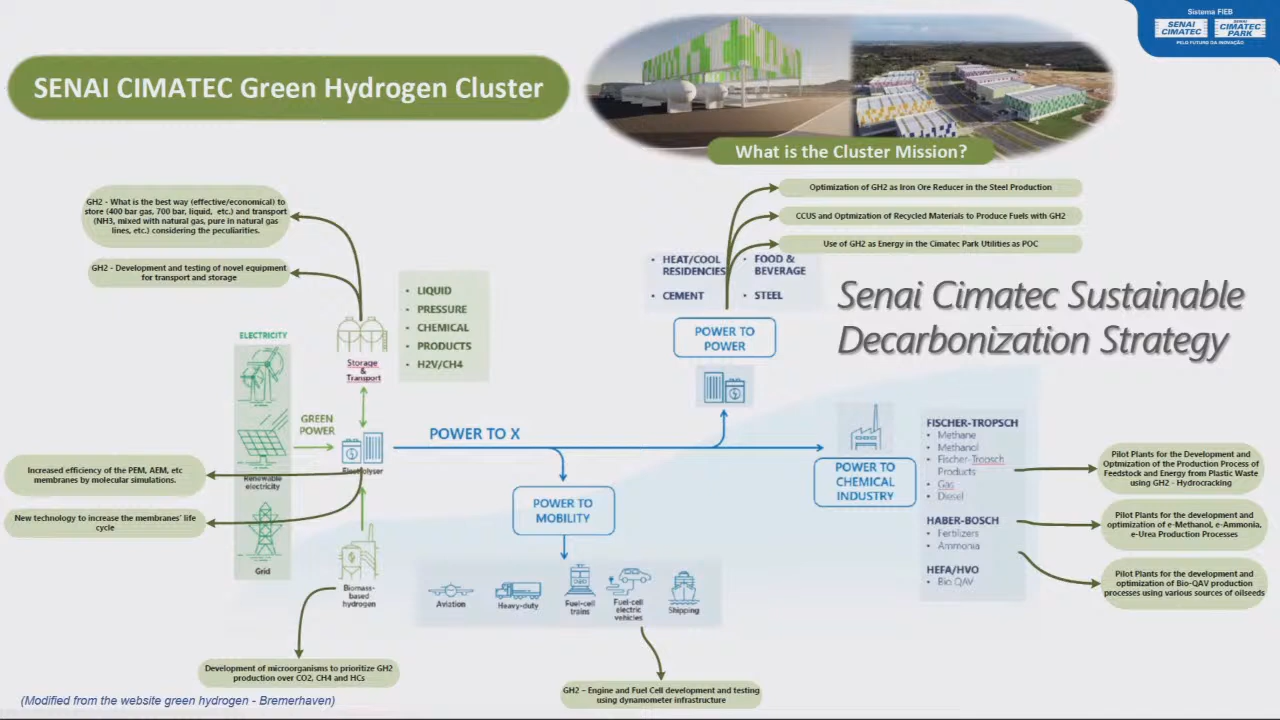 Sistema FIEB
SENAI
CIMATEC
SENAI
CIMATEC
PARK
PELO FUTURO DA INOVAÇÃO
SENAI CIMATEC Green Hydrogen Cluster
What is the Cluster Mission?
Optimization of GH2 as Iron Ore Reducer in the Steel Production
CCUS and Optmization of Recycled Materials to Produce Fuels with GH2
Use of GH2 as Energy in the Cimatec Park Utilities as POC
GH2 - What is the best way (effective/economical) to
store (400 bar gas, 700 bar, liquid, etc.) and transport
(NH3, mixed with natural gas, pure in natural gas
lines, etc.) considering the peculiarities.
GH2 - Development and testing of novel equipment
for transport and storage
• LIQUID
• PRESSURE
• CHEMICAL
• PRODUCTS
• H2V/CH4
• HEAT/COOL
RESIDENCIES
• CEMENT
• FOOD &
BEVERAGE
• STEEL
Senai Cimatec Sustainable
Decarbonization Strategy
POWER TO
POWER
ELECTRICITY
Storage
&
Transport
GREEN
POWER
POWER TO X
Electrolyser
Renewable
electricity
Grid
Biomass-
based
hydrogen
Increased efficiency of the PEM, AEM, etc
membranes by molecular simulations.
New technology to increase the membranes' life
cycle
POWER TO
MOBILITY
POWER TO
CHEMICAL
INDUSTRY
Aviation
Heavy-duty
Fuel-cell
trains
Fuel-cell
electric
vehicles
Shipping
FISCHER-TROPSCH
• Methane
• Methanol
• Fischer-Tropsch
Products
• Gas
• Diesel
HABER-BOSCH
• Fertlizers
• Ammonia
HEFA/HVO
• Bio QAV
Pilot Plants for the Development and
Optimization of the Production Process of
Feedstock and Energy from Plastic Waste
using GH2 - Hydrocracking
Pilot Plants for the development and
optimization of e-Methanol, e-Ammonia,
e-Urea Production Processes
Pilot Plants for the development and
optimization of Bio-QAV production
processes using various sources of oilseeds
Development of microorganisms to prioritize GH2
production over CO2, CH4 and HCs
GH2 – Engine and Fuel Cell development and testing
using dynamometer infrastructure
(Modified from the website green hydrogen - Bremerhaven)